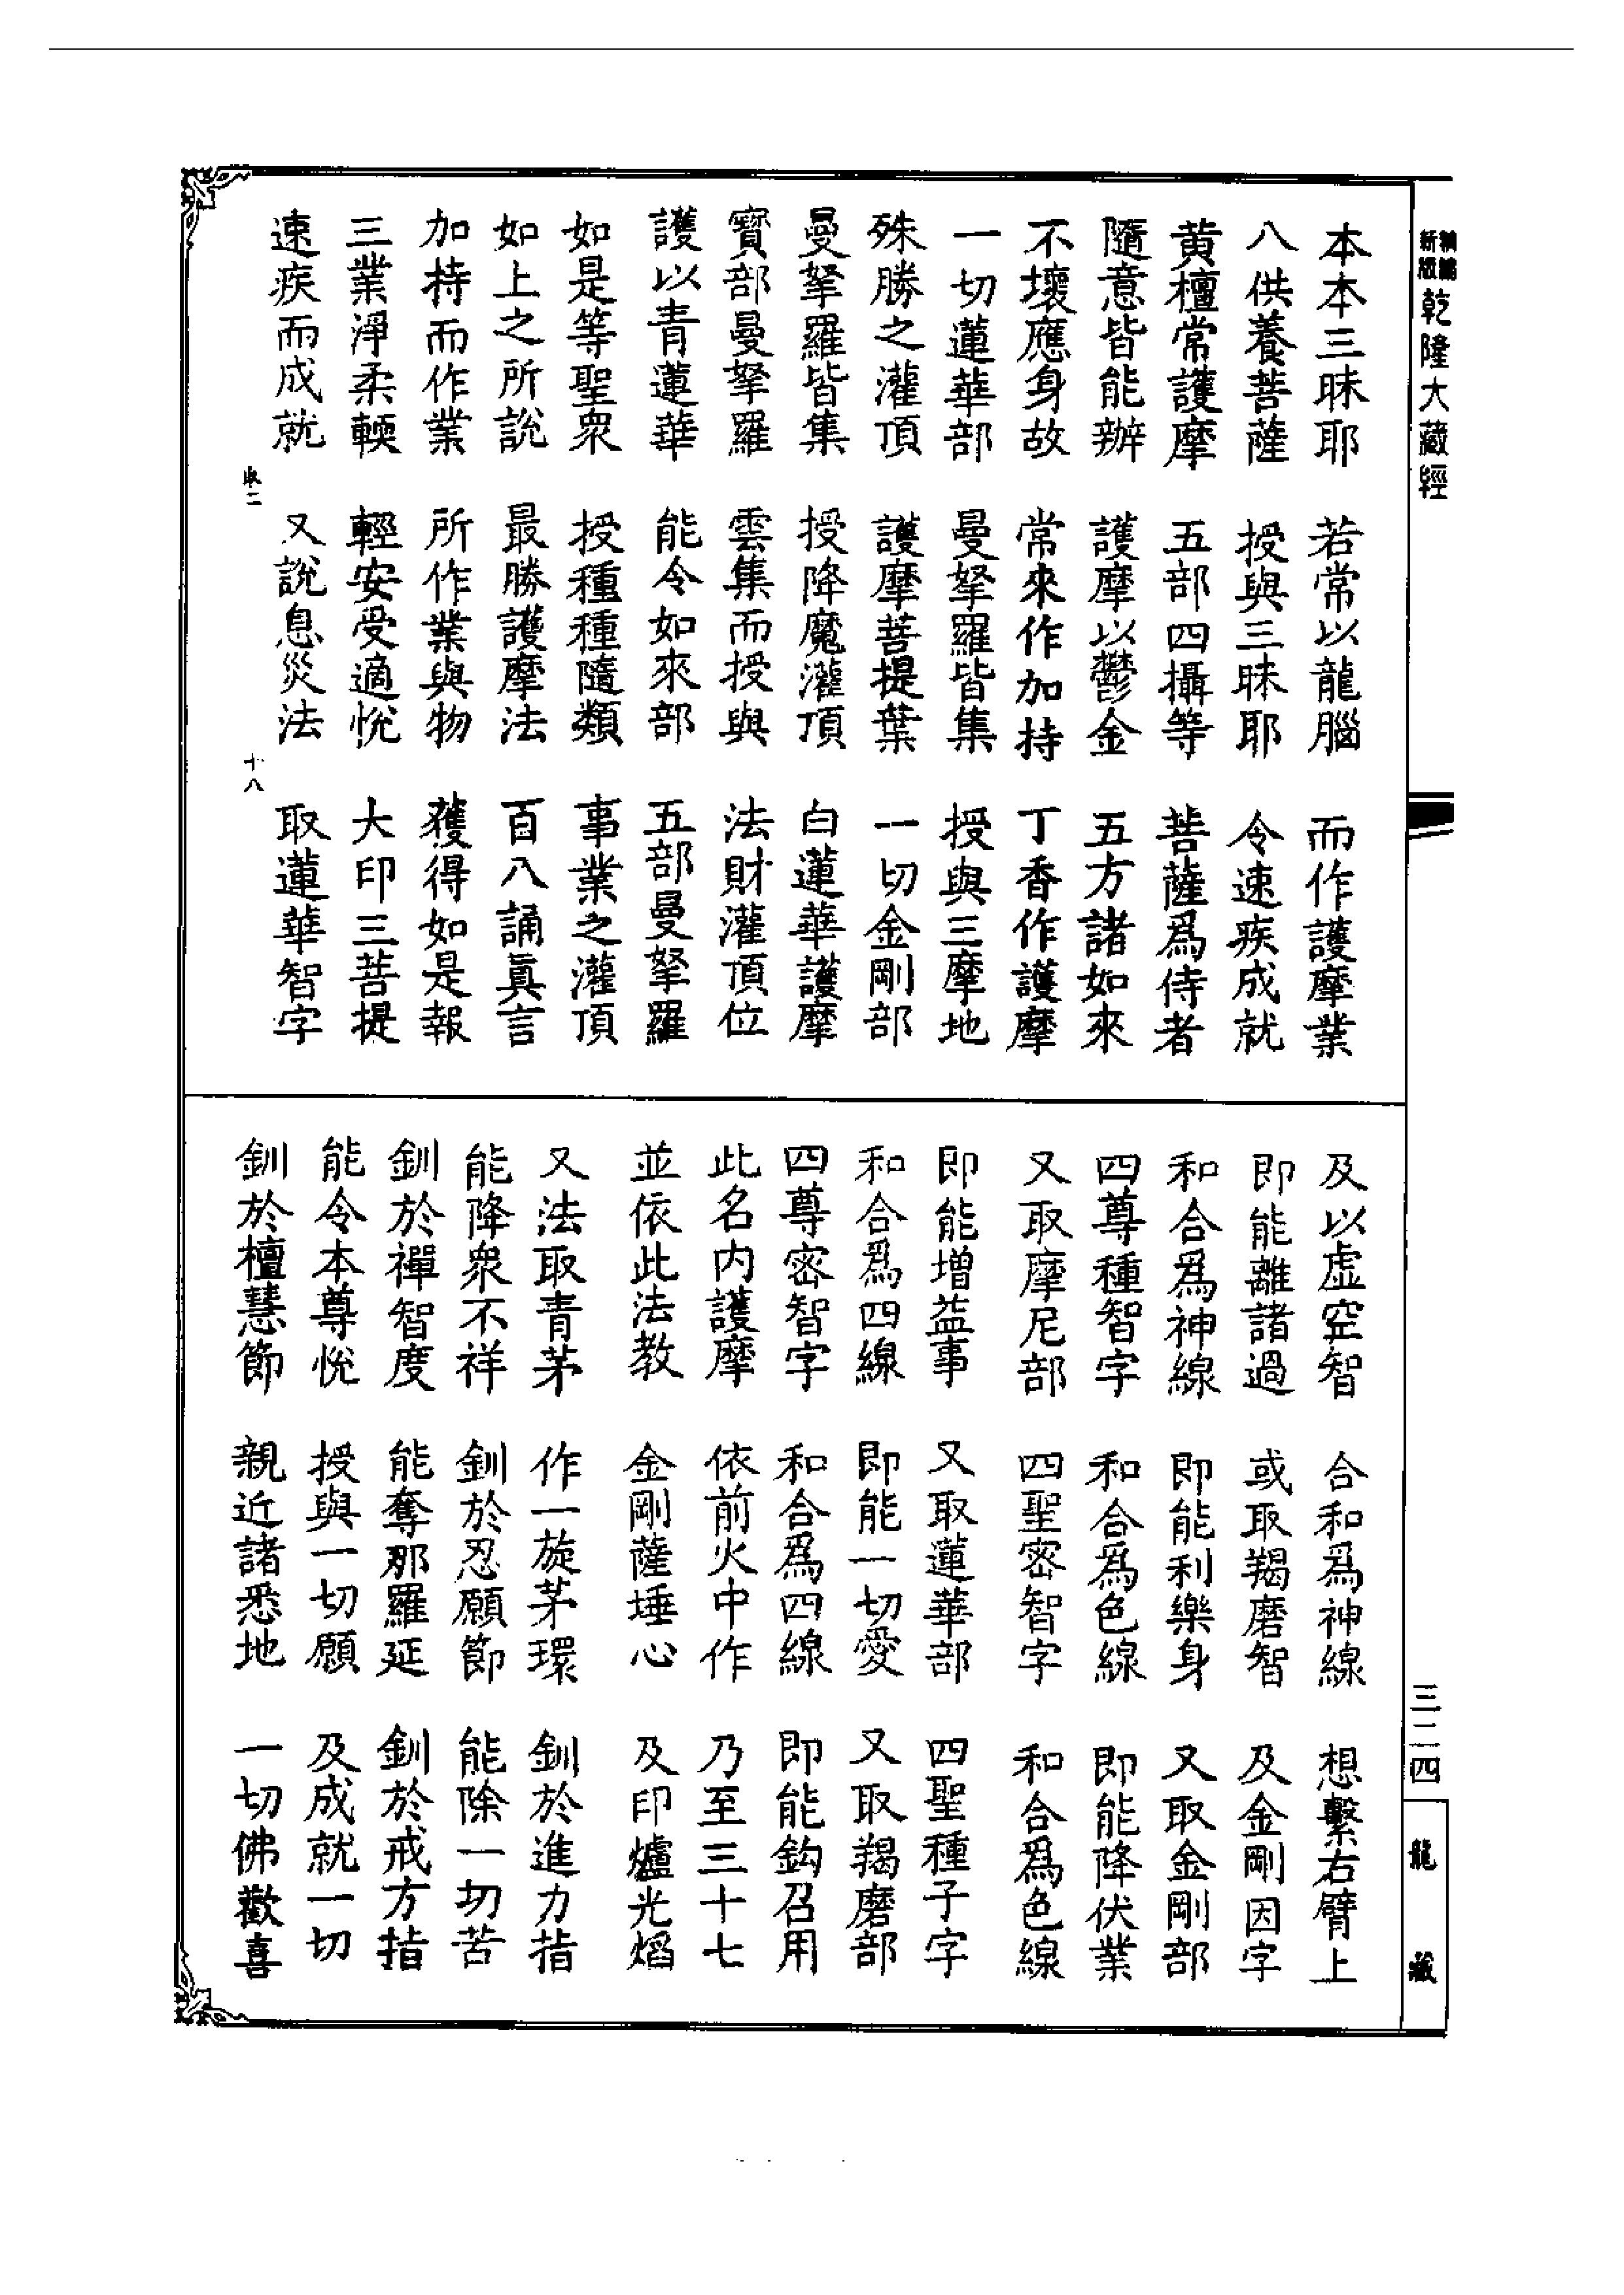 新編
新版
乾隆大藏經
本本三昧耶 若常以龍腦 而作護摩業
八供養菩薩 授與三昧耶 令速疾成就
黃檀常護摩 五部四攝等 菩薩爲侍者
隨意皆能辦 護摩以鬱金 五方諸如來
不壞應身故 常來作加持 丁香作護摩
一切蓮華部 曼拏羅皆集 授與三摩地
殊勝之灌頂 護摩菩提葉 一切金剛部
曼拏羅皆集 授降魔灌頂 白蓮華護摩
寶部曼拏羅 雲集而授與 法財灌頂位
護以青蓮華 能令如來部 五部曼拏羅
如是等聖衆 授種種隨類 事業之灌頂
如上之所說 最勝護摩法 百八誦眞言
加持而作業 所作業與物 獲得如是報
三業淨柔輭 輕安受適悅 大印三菩提
速疾而成就 又說息災法 取蓮華智字
取二 十八
及以虛空智 合和爲神線 想繫右臂上
即能離諸過 或取羯磨智 及金剛因字
和合爲神線 即能利樂身 又取金剛部
四尊種智字 和合爲色線 即能降伏業
又取摩尼部 四聖密智字 和合爲色線
即能增益事 又取蓮華部 四聖種子字
和合爲四線 即能一切愛 又取羯磨部
四尊密智字 和合爲四線 即能鈎召用
此名內護摩 依前火中作 乃至三十七
並依此法教 金剛薩埵心 及印爐光焰
又法取青茅 作一旋茅環 釧於進力指
能降衆不祥 釧於忍願節 能除一切苦
釧於禪智度 能奪那羅延 釧於戒方指
能令本尊悅 授與一切願 及成就一切
釧於檀慧節 親近諸悉地 一切佛歡喜
三二四
龍藏